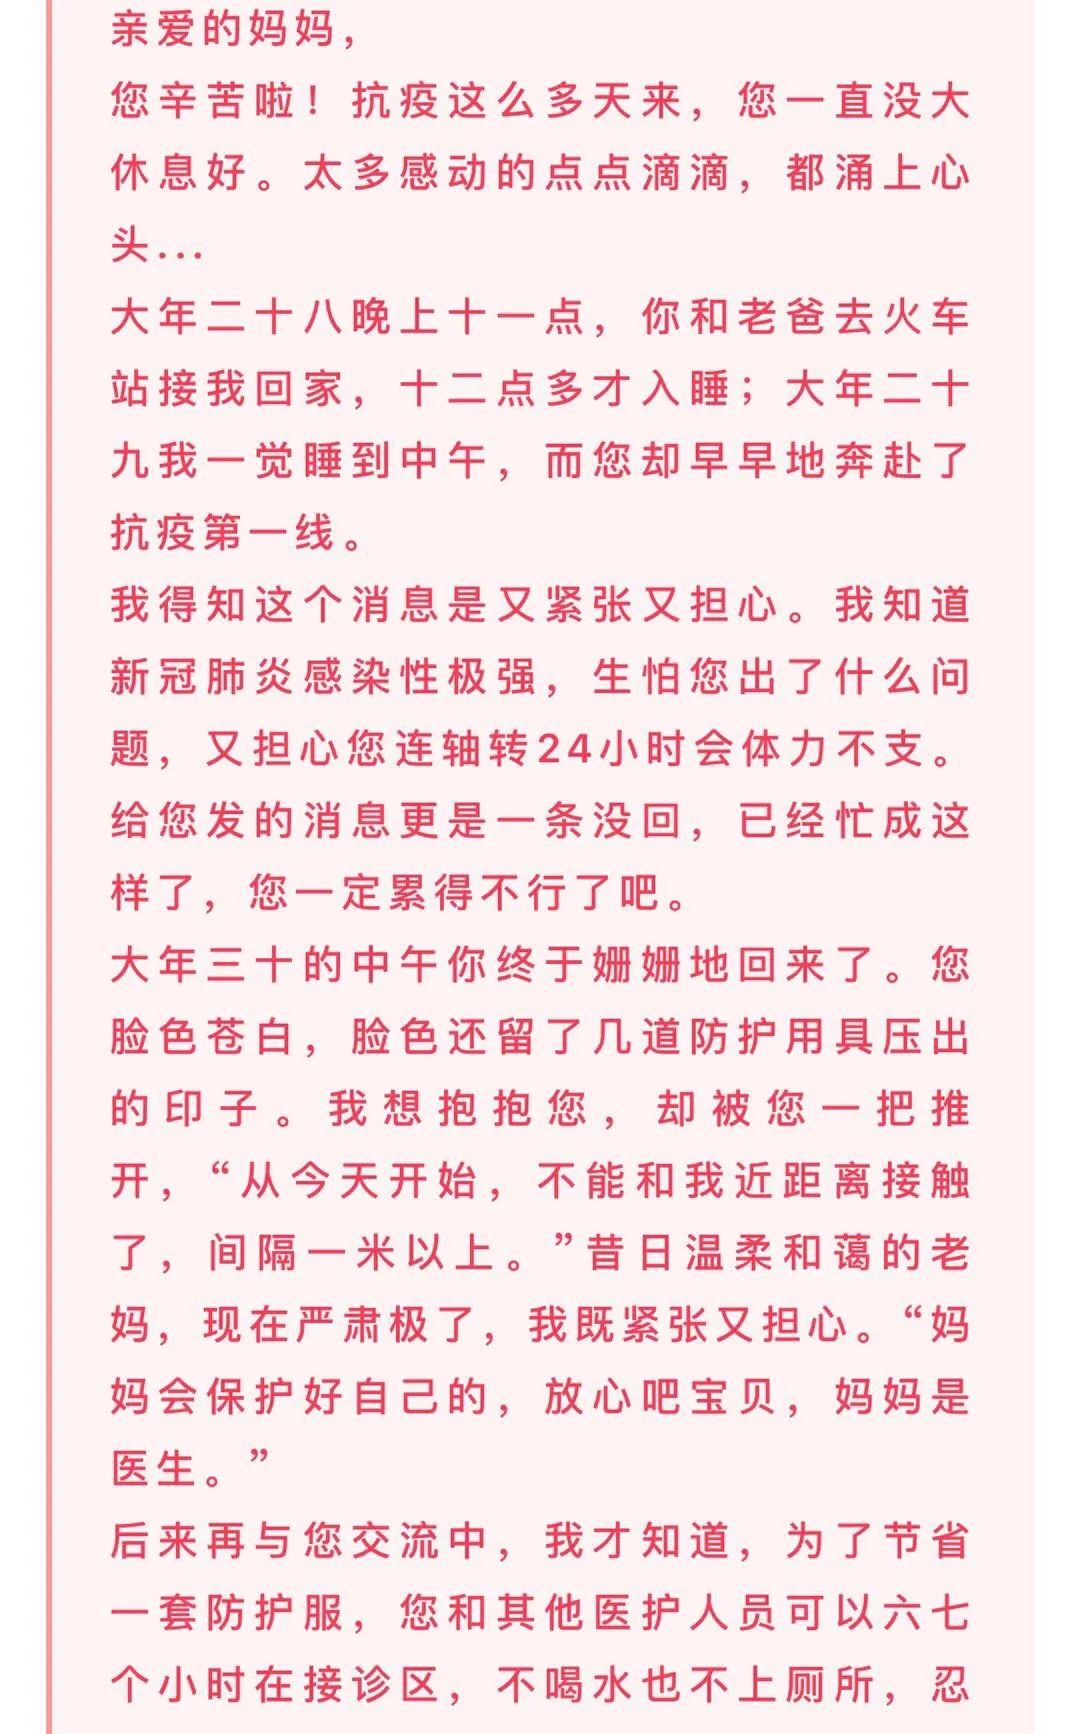 亲爱的妈妈，
您辛苦啦！抗疫这么多天来，您一直没大
休息好。太多感动的点点滴滴，都涌上心
头...
大年二十八晚上十一点，你和老爸去火车
站接我回家，十二点多才入睡；大年二十
九我一觉睡到中午，而您却早早地奔赴了
抗疫第一线。
我得知这个消息是又紧张又担心。我知道
新冠肺炎感染性极强，生怕您出了什么问
题，又担心您连轴转24小时会体力不支。
给您发的消息更是一条没回，已经忙成这
样了，您一定累得不行了吧。
大年三十的中午你终于姗姗地回来了。您
脸色苍白，脸色还留了几道防护用具压出
的印子。我想抱抱您，却被您一把推
开，“从今天开始，不能和我近距离接触
了，间隔一米以上。”昔日温柔和蔼的老
妈，现在严肃极了，我既紧张又担心。“妈
妈会保护好自己的，放心吧宝贝，妈妈是
医生。”
后来再与您交流中，我才知道，为了节省
一套防护服，您和其他医护人员可以六七
个小时在接诊区，不喝水也不上厕所，忍